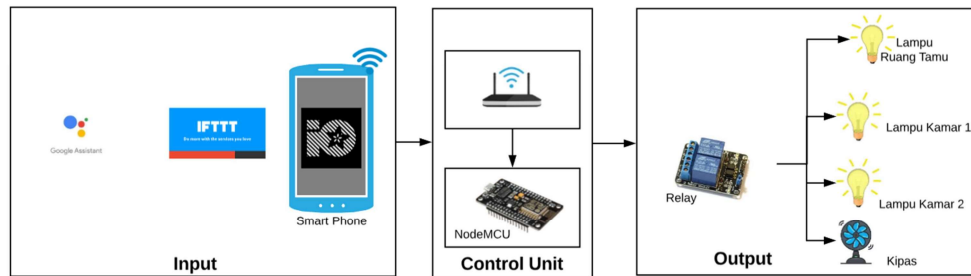 Google Assistant
IFTTT
Do more with the services you love
iO
Smart Phone
Input
NodeMCU
Control Unit
Relay
Lampu
Ruang Tamu
Lampu Kamar 1
Lampu Kamar 2
Kipas
Output